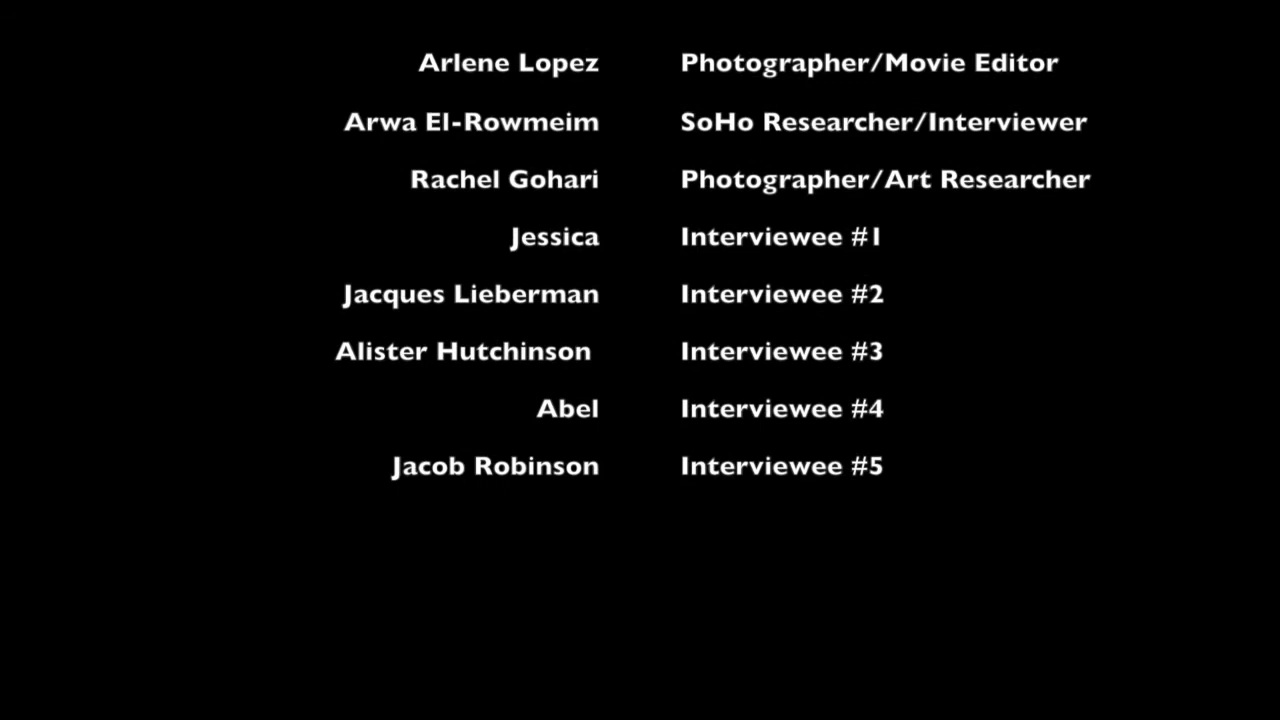 Arlene Lopez Photographer/Movie Editor
Arwa El-Rowmeim SoHo Researcher/Interviewer
Rachel Gohari Photographer/Art Researcher
Jessica Interviewee #1
Jacques Lieberman Interviewee #2
Alister Hutchinson Interviewee #3
Abel Interviewee #4
Jacob Robinson Interviewee #5